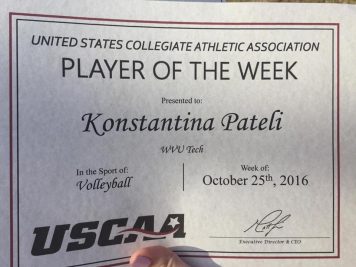 UNITED STATES COLLEGIATE ATHLETIC ASSOCIATION
PLAYER OF THE WEEK
Presented to:
Konstantina Pateli
WVU Tech
In the Sport of:
Volleyball
Week of:
October 25th, 2016
USCAA
Executive Director & CEO